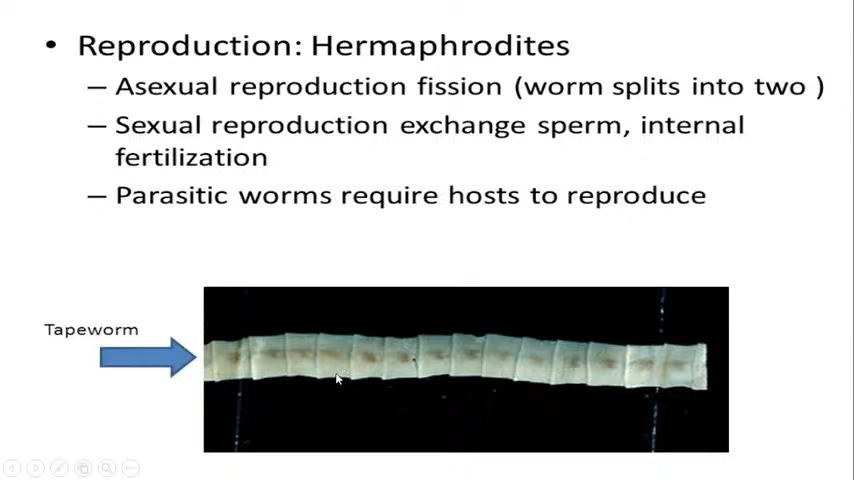 • Reproduction: Hermaphrodites
– Asexual reproduction fission (worm splits into two )
– Sexual reproduction exchange sperm, internal
fertilization
– Parasitic worms require hosts to reproduce
Tapeworm